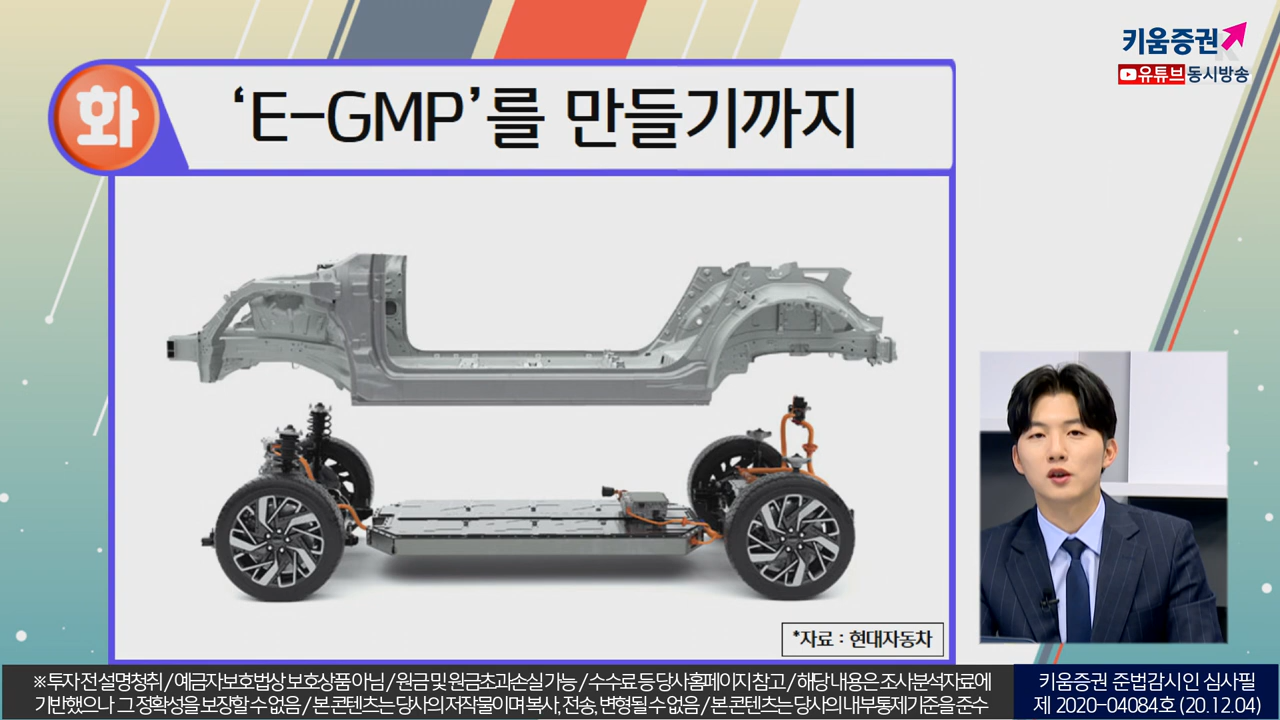 키움증권
유튜브동시방송
화
‘E-GMP’를 만들기까지
*자료 : 현대자동차
※ 투자 전 설명청취 / 예금자보호법상 보호상품 아님 / 원금 및 원금초과손실 가능 / 수수료 등 당사홈페이지 참고 / 해당 내용은 조사분석자료에
기반했으나 그 정확성을 보장할 수 없음 / 본 콘텐츠는 당사의 저작물이며 복사, 전송, 변형될 수 없음 / 본 콘텐츠는 당사의 내부통제기준을 준수
키움증권 준법감시인 심사필
제 2020-04084호 (20.12.04)